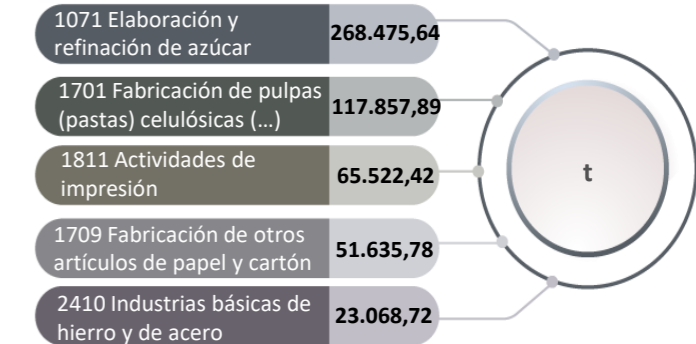 1071 Elaboración y
refinación de azúcar
268.475,64
1701 Fabricación de pulpas
(pastas) celulósicas (...)
117.857,89
1811 Actividades de
impresión
65.522,42
t
1709 Fabricación de otros
artículos de papel y cartón
51.635,78
2410 Industrias básicas de
hierro y de acero
23.068,72